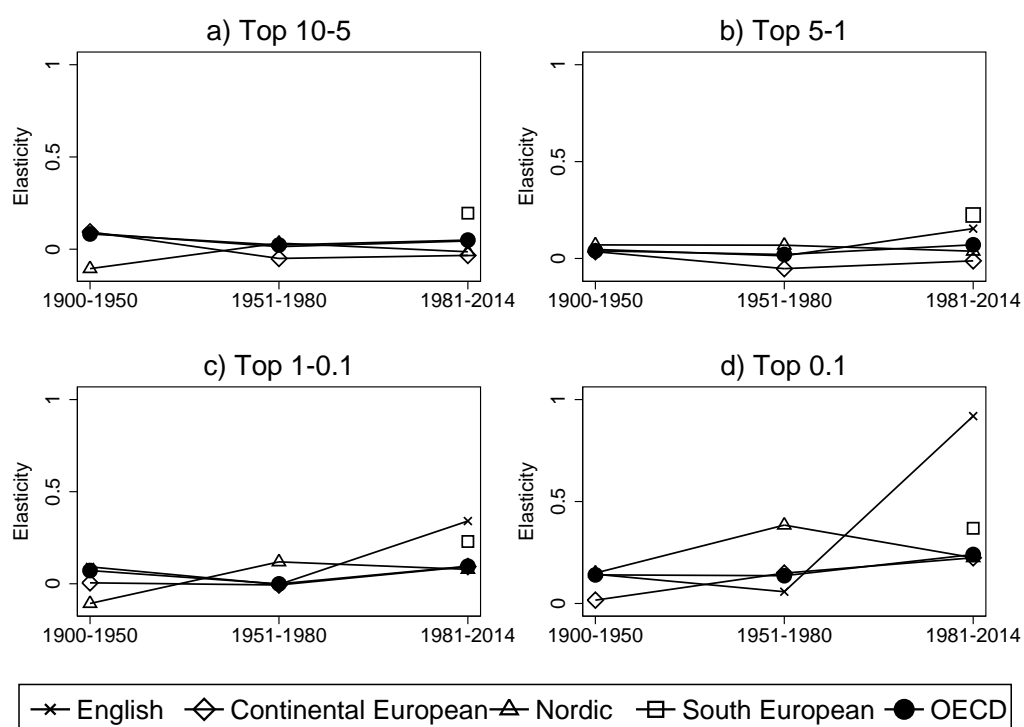 a) Top 10-5
Elasticity
1
0.5
0
1900-1950 1951-1980 1981-2014
b) Top 5-1
Elasticity
1
0.5
0
1900-1950 1951-1980 1981-2014
c) Top 1-0.1
Elasticity
1
0.5
0
1900-1950 1951-1980 1981-2014
d) Top 0.1
Elasticity
1
0.5
0
1900-1950 1951-1980 1981-2014
English Continental European Nordic South European OECD